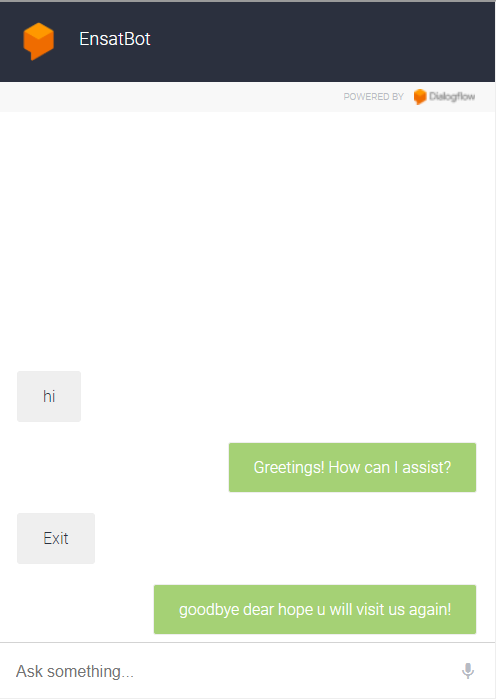 EnsatBot
POWERED BY Dialogflow
hi
Greetings! How can I assist?
Exit
goodbye dear hope u will visit us again!
Ask something...